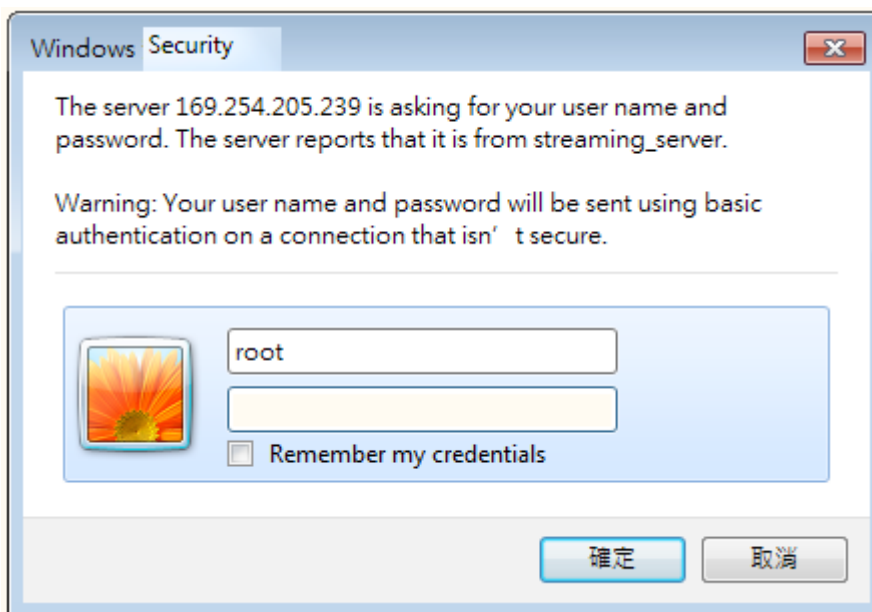 Windows Security
The server 169.254.205.239 is asking for your user name and
password. The server reports that it is from streaming_server.
Warning: Your user name and password will be sent using basic
authentication on a connection that isn’t secure.
root
Remember my credentials
確定 取消